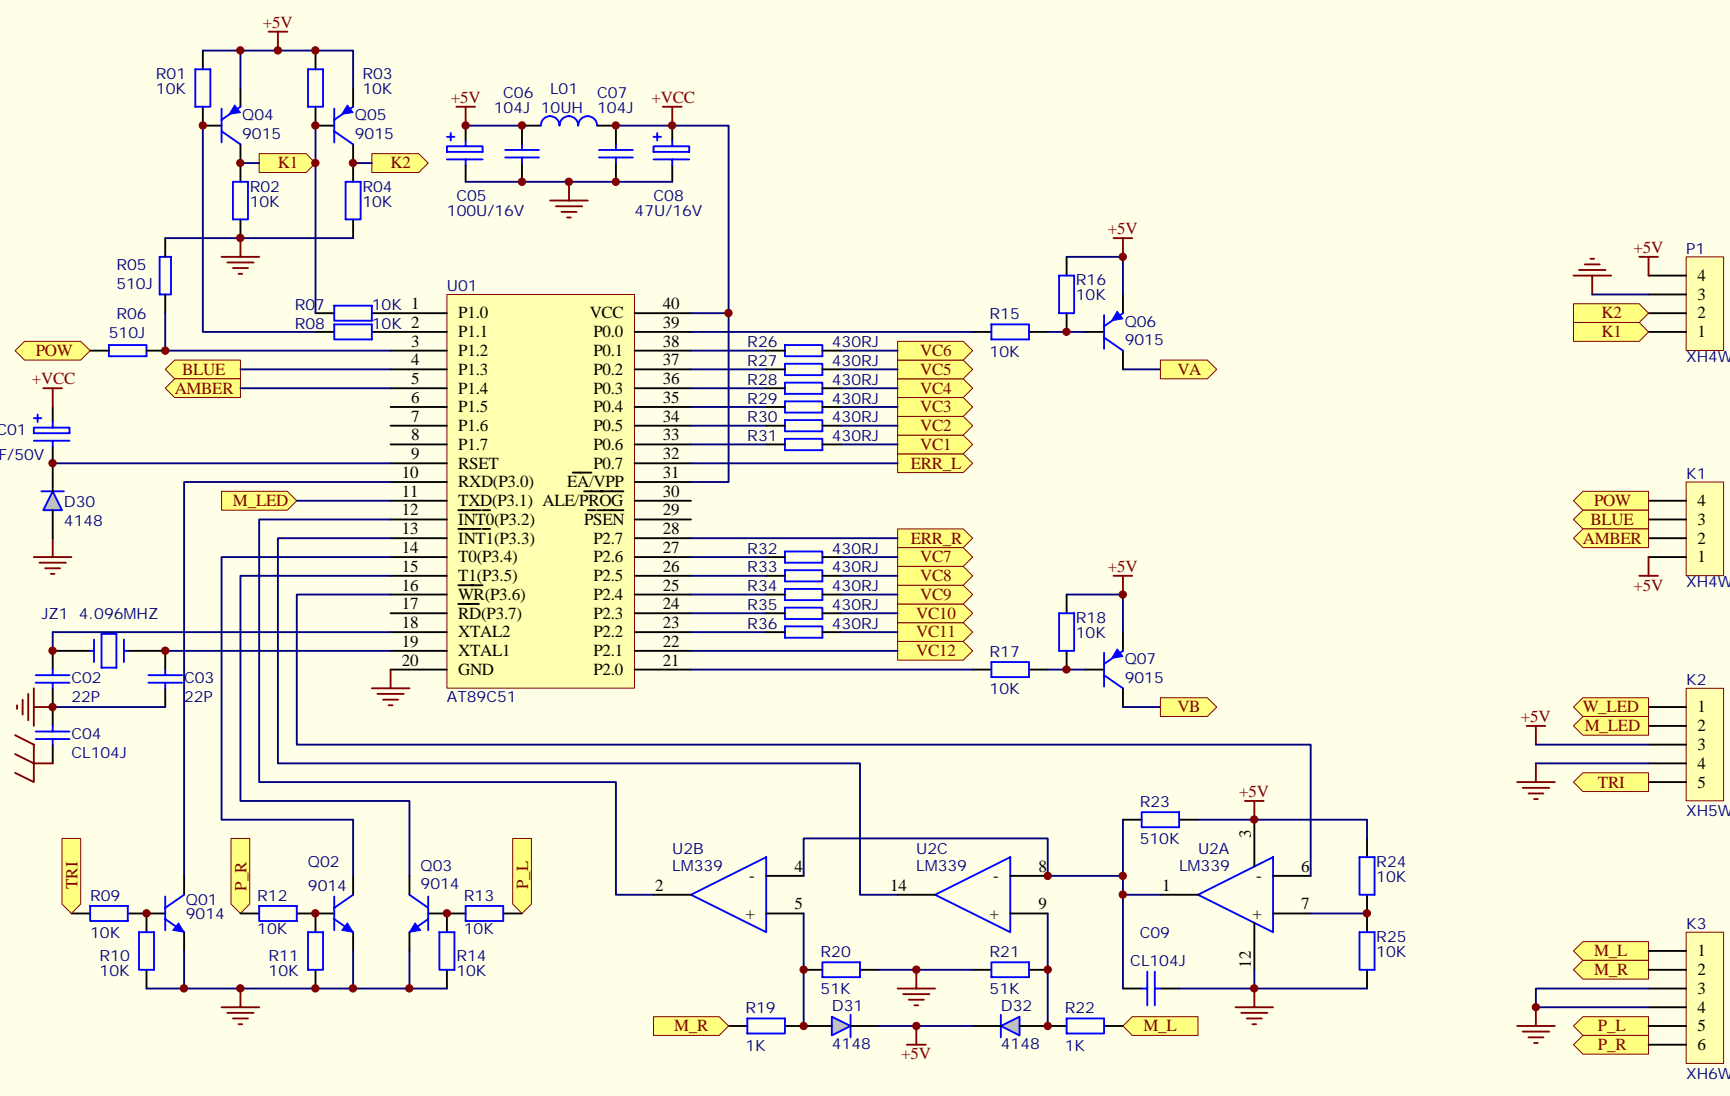 +5V
R01
10K
R03
10K
Q04
9015
Q05
9015
K1
K2
R02
10K
R04
10K
+5V
C06
104J
L01
10UH
C07
104J
+VCC
+
+
C05
100U/16V
C08
47U/16V
R05
510J
R06
510J
POW
R07
10K
R08
10K
BLUE
AMBER
+VCC
+
C01
F/50V
D30
4148
M_LED
JZ1 4.096MHZ
C02
22P
C03
22P
C04
CL104J
U01
1 P1.0
2 P1.1
3 P1.2
4 P1.3
5 P1.4
6 P1.5
7 P1.6
8 P1.7
9 RSET
10 RXD(P3.0)
11 TXD(P3.1)
12 INT0(P3.2)
13 INT1(P3.3)
14 T0(P3.4)
15 T1(P3.5)
16 WR(P3.6)
17 RD(P3.7)
18 XTAL2
19 XTAL1
20 GND
VCC 40
P0.0 39
P0.1 38
P0.2 37
P0.3 36
P0.4 35
P0.5 34
P0.6 33
P0.7 32
EA/VPP 31
ALE/PROG 30
PSEN 29
P2.7 28
P2.6 27
P2.5 26
P2.4 25
P2.3 24
P2.2 23
P2.1 22
P2.0 21
AT89C51
R26 430RJ VC6
R27 430RJ VC5
R28 430RJ VC4
R29 430RJ VC3
R30 430RJ VC2
R31 430RJ VC1
ERR_L
ERR_R
R32 430RJ VC7
R33 430RJ VC8
R34 430RJ VC9
R35 430RJ VC10
R36 430RJ VC11
VC12
+5V
R16
10K
R15
10K
Q06
9015
VA
+5V
R18
10K
R17
10K
Q07
9015
VB
TRI
R09
10K
R10
10K
Q01
9014
P_R
R12
10K
R11
10K
Q02
9014
Q03
9014
R13
10K
R14
10K
P_L
U2B
LM339
2
4
5
-
+
U2C
LM339
14
8
9
-
+
R23
510K
+5V
3
U2A
LM339
1
6
7
-
+
12
R24
10K
R25
10K
C09
CL104J
R20
51K
R21
51K
M_R
R19
1K
D31
4148
+5V
D32
4148
R22
1K
M_L
P1
+5V
4
3
K2 2
K1 1
XH4W
K1
POW 4
BLUE 3
AMBER 2
1
+5V
XH4W
K2
W_LED 1
M_LED 2
+5V
3
4
TRI 5
XH5W
K3
M_L 1
M_R 2
3
4
P_L 5
P_R 6
XH6W